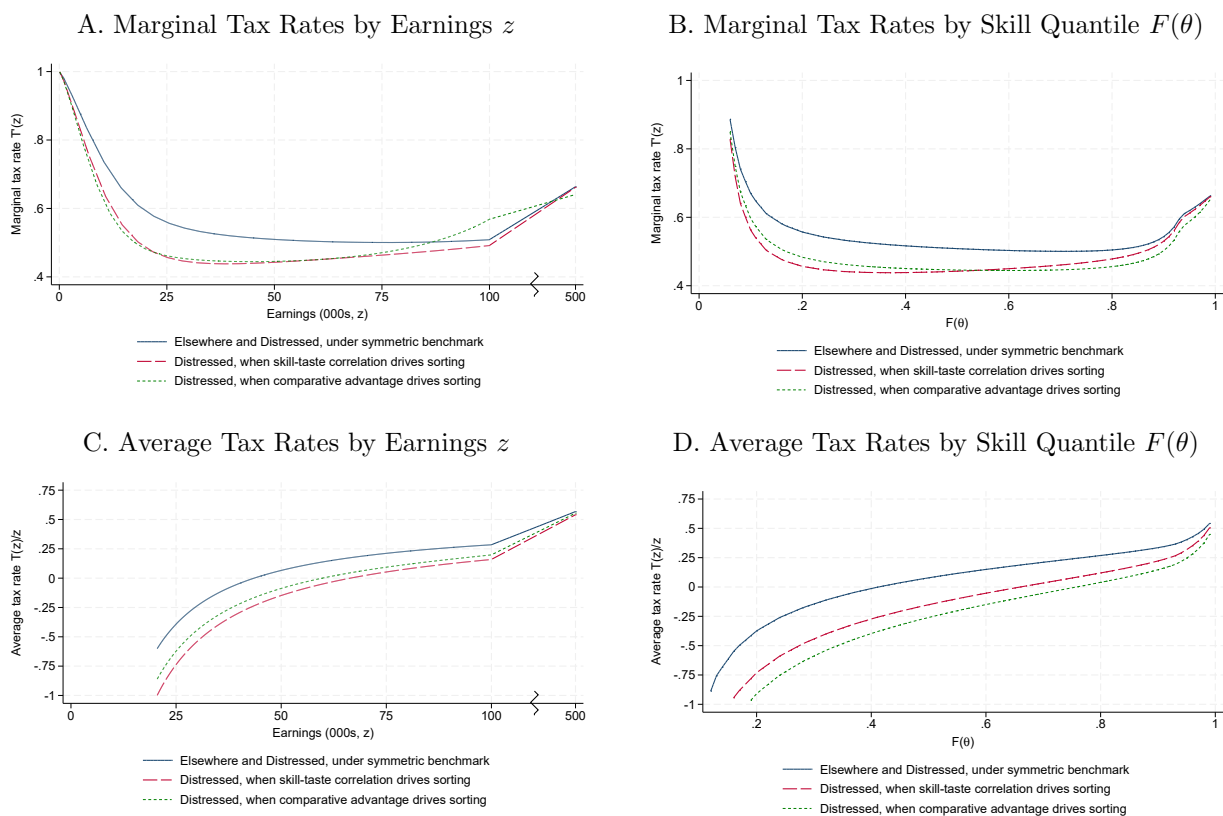 A. Marginal Tax Rates by Earnings z
Marginal tax rate T'(z)
1
.8
.6
.4
0
25
50
75
100
500
Earnings (000s, z)
Elsewhere and Distressed, under symmetric benchmark
Distressed, when skill-taste correlation drives sorting
Distressed, when comparative advantage drives sorting
B. Marginal Tax Rates by Skill Quantile F(θ)
Marginal tax rate T'(z)
1
.8
.6
.4
0
.2
.4
.6
.8
1
F(θ)
Elsewhere and Distressed, under symmetric benchmark
Distressed, when skill-taste correlation drives sorting
Distressed, when comparative advantage drives sorting
C. Average Tax Rates by Earnings z
Average tax rate T(z)/z
.75
.5
.25
0
-.25
-.5
-.75
-1
0
25
50
75
100
500
Earnings (000s, z)
Elsewhere and Distressed, under symmetric benchmark
Distressed, when skill-taste correlation drives sorting
Distressed, when comparative advantage drives sorting
D. Average Tax Rates by Skill Quantile F(θ)
Average tax rate T(z)/z
.75
.5
.25
0
-.25
-.5
-.75
-1
.2
.4
.6
.8
1
F(θ)
Elsewhere and Distressed, under symmetric benchmark
Distressed, when skill-taste correlation drives sorting
Distressed, when comparative advantage drives sorting